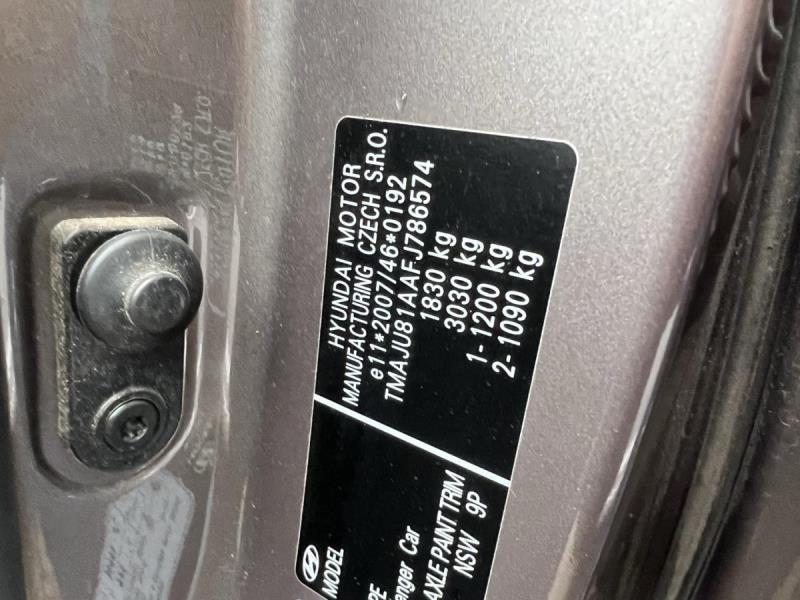 HYUNDAI MOTOR
MANUFACTURING CZECH S.R.O.
e11*2007/46*0192
TMAJU81AAFJ786574
1830 kg
3030 kg
1-1200 kg
2-1090 kg
MODEL
AXLE PAINT TRIM
NSW 9P
Car